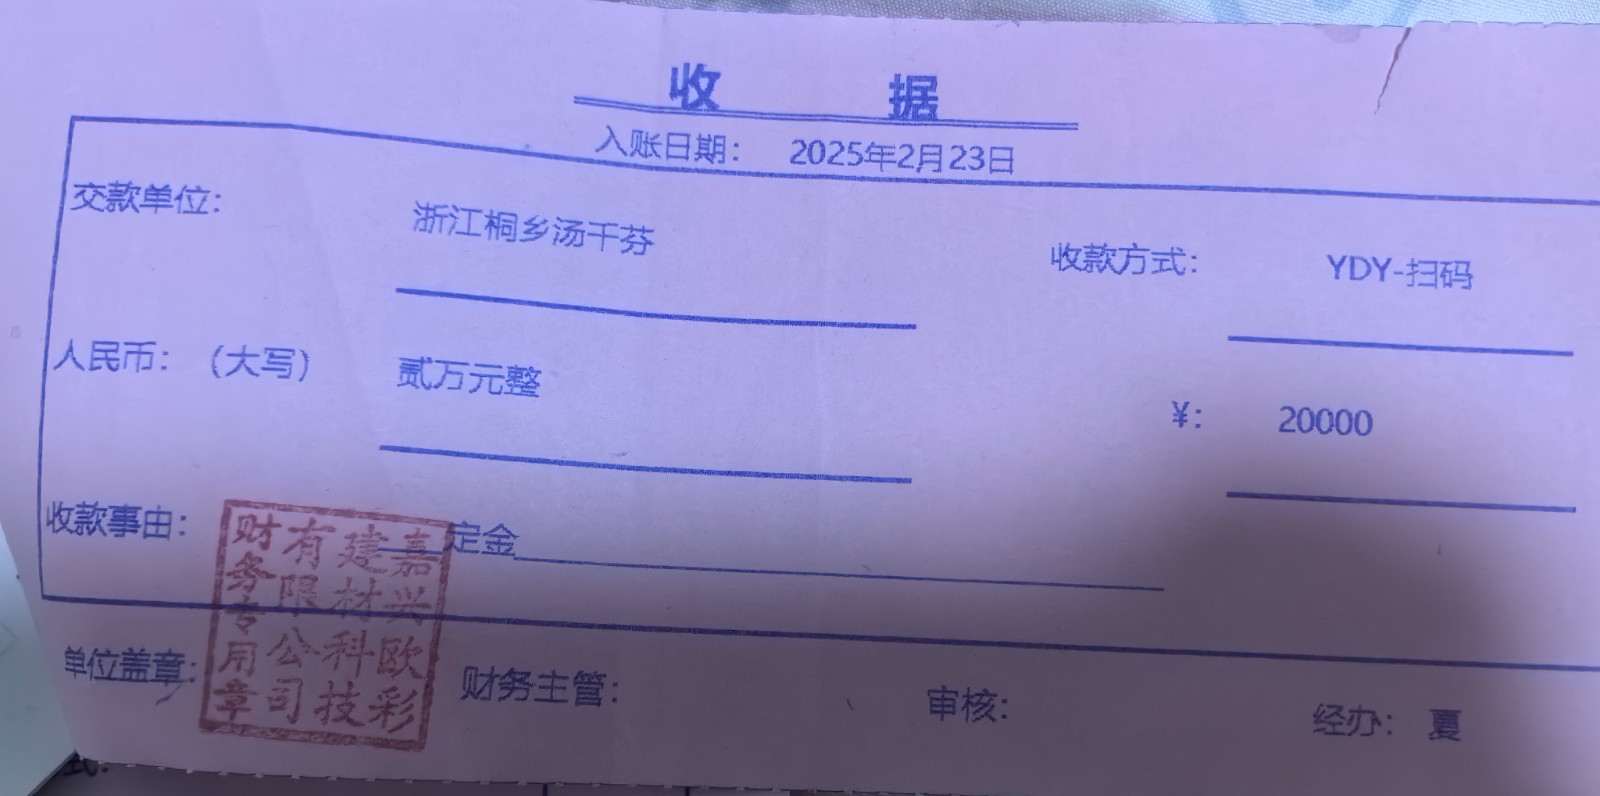 收 据
入账日期： 2025年2月23日
交款单位： 浙江桐乡汤千芬 收款方式： YDY-扫码
人民币：（大写） 贰万元整 ¥： 20000
收款事由： 定金
单位盖章： 财务主管： 审核： 经办： 夏
嘉兴欧彩
建材科技
有限公司
财务专用章
式：